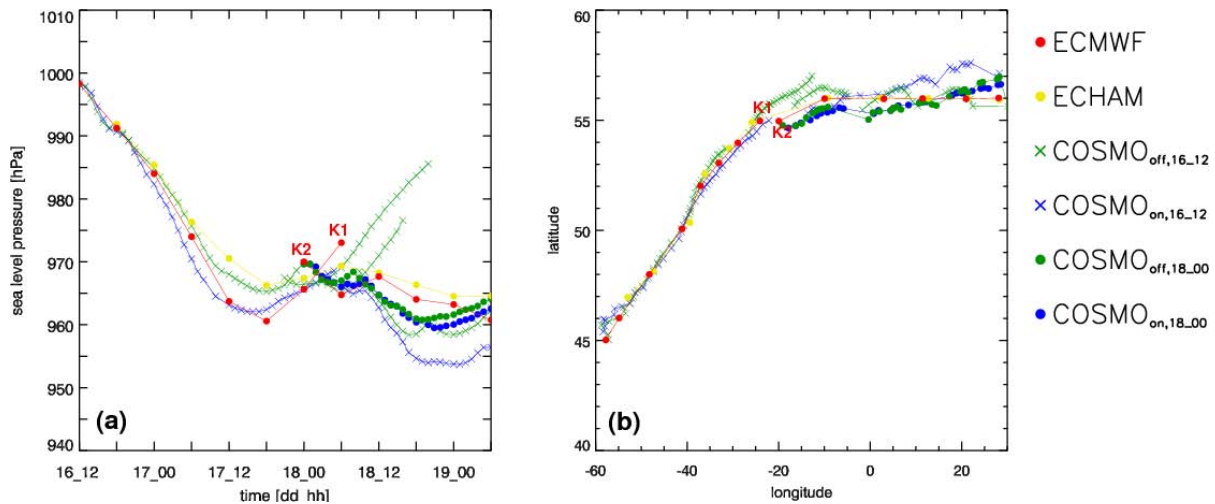 1010
1000
990
980
970
960
950
940
sea level pressure [hPa]
K2
K1
(a)
16_12
17_00
17_12
18_00
18_12
19_00
time [dd_hh]
60
55
50
45
40
latitude
K1
K2
(b)
-60
-40
-20
0
20
longitude
ECMWF
ECHAM
COSMOoff,16_12
COSMOon,16_12
COSMOoff,18_00
COSMOon,18_00